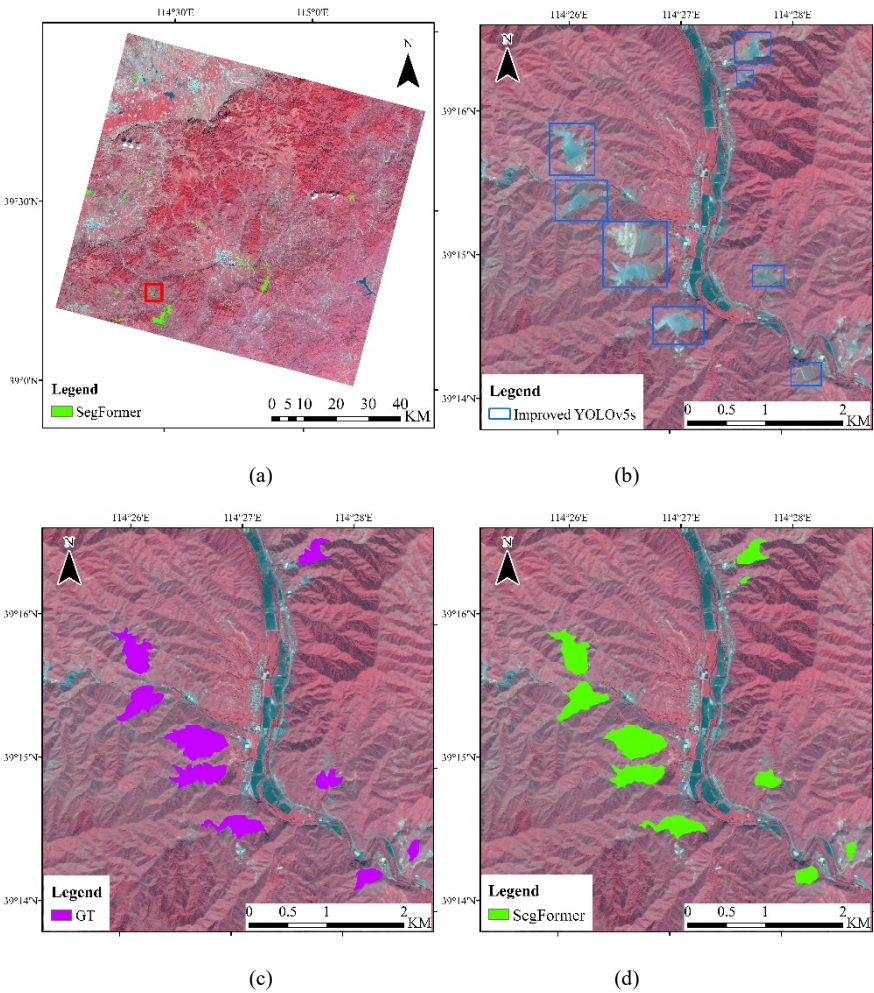 114°30'E 115°0'E
N
39°30'N
39°0'N
Legend
SegFormer
0 5 10 20 30 40
KM
(a)
114°26'E 114°27'E 114°28'E
N
39°16'N
39°15'N
39°14'N
Legend
Improved YOLOv5s
0 0.5 1 2
KM
(b)
114°26'E 114°27'E 114°28'E
N
39°16'N
39°15'N
39°14'N
Legend
GT
0 0.5 1 2
KM
(c)
114°26'E 114°27'E 114°28'E
N
39°16'N
39°15'N
39°14'N
Legend
SegFormer
0 0.5 1 2
KM
(d)